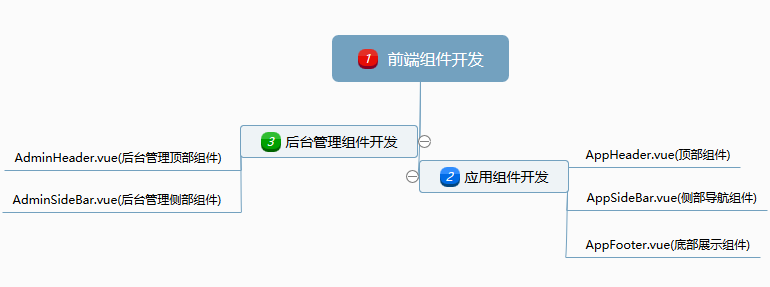 1 前端组件开发
3 后台管理组件开发
AdminHeader.vue(后台管理顶部组件)
AdminSideBar.vue(后台管理侧部组件)
2 应用组件开发
AppHeader.vue(顶部组件)
AppSideBar.vue(侧部导航组件)
AppFooter.vue(底部展示组件)